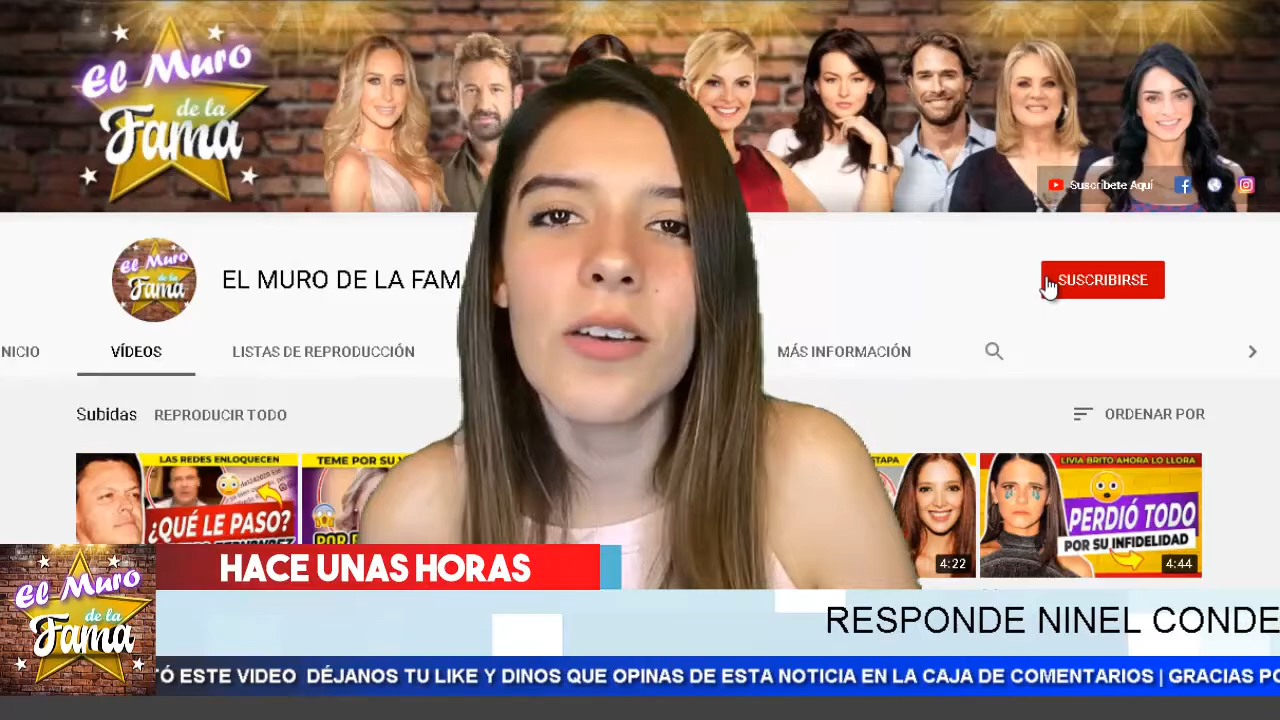 El Muro
de la
Fama
Suscríbete Aquí
El Muro
de la
Fama
EL MURO DE LA FAM
SUSCRIBIRSE
NICIO
VÍDEOS
LISTAS DE REPRODUCCIÓN
MÁS INFORMACIÓN
Subidas
REPRODUCIR TODO
ORDENAR POR
LAS REDES ENLOQUECEN
¿QUÉ LE PASO?
TEME POR SU
ETAPA
4:22
LIVIA BRITO AHORA LO LLORA
PERDIÓ TODO
POR SU INFIDELIDAD
4:44
El Muro
de la
Fama
HACE UNAS HORAS
RESPONDE NINEL CONDE
TÓ ESTE VIDEO DÉJANOS TU LIKE Y DINOS QUE OPINAS DE ESTA NOTICIA EN LA CAJA DE COMENTARIOS | GRACIAS PO